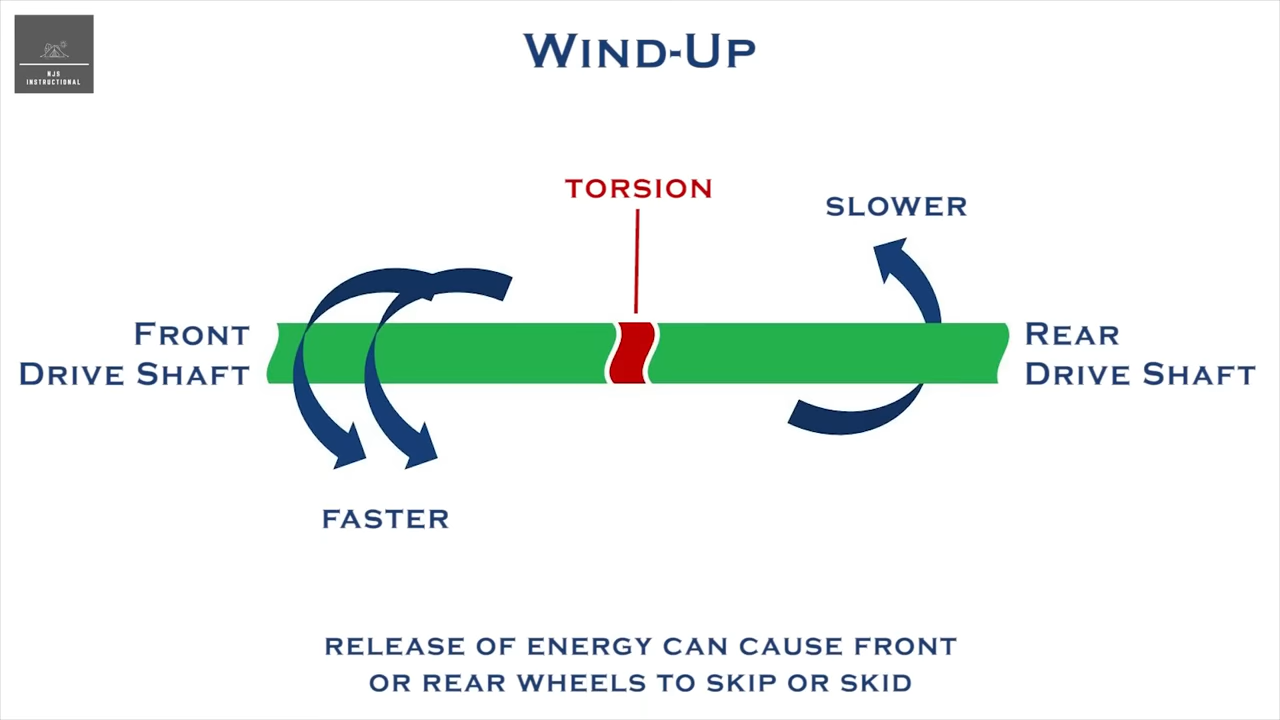 NJS
INSTRUCTIONAL
WIND-UP
TORSION
SLOWER
FRONT
DRIVE SHAFT
REAR
DRIVE SHAFT
FASTER
RELEASE OF ENERGY CAN CAUSE FRONT
OR REAR WHEELS TO SKIP OR SKID